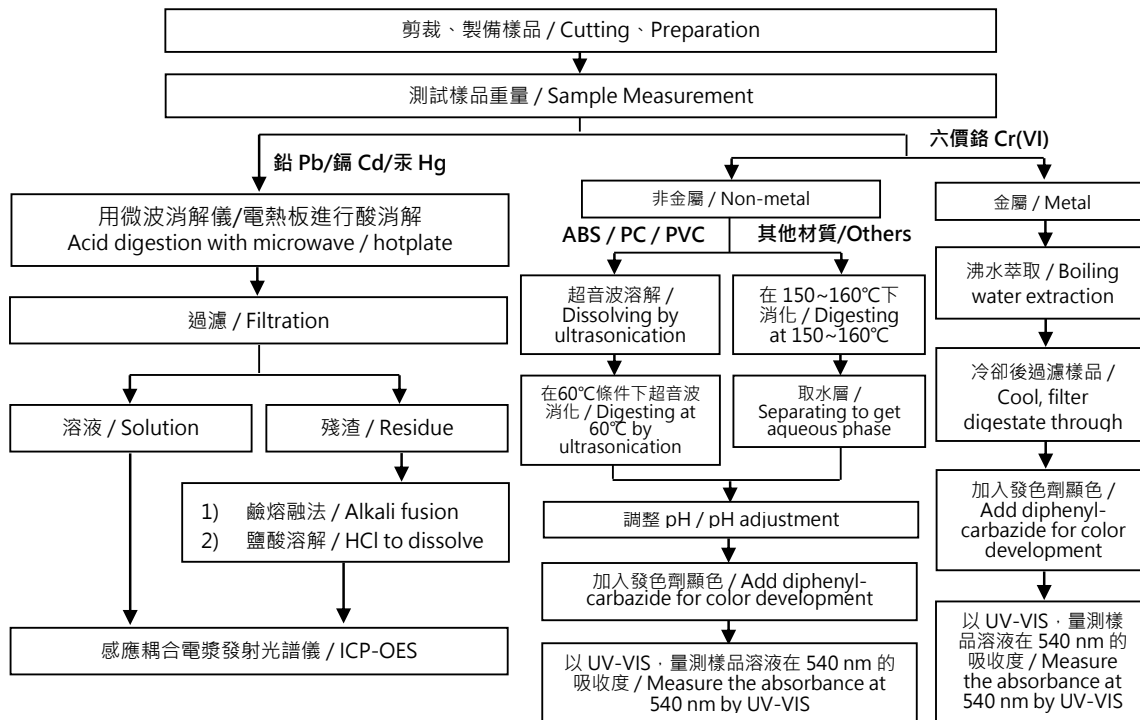 剪裁、製備樣品 / Cutting、Preparation
測試樣品重量 / Sample Measurement
鉛 Pb/鎘 Cd/汞 Hg
六價鉻 Cr(VI)
用微波消解儀/電熱板進行酸消解
Acid digestion with microwave / hotplate
過濾 / Filtration
溶液 / Solution
殘渣 / Residue
1) 鹼熔融法 / Alkali fusion
2) 鹽酸溶解 / HCl to dissolve
感應耦合電漿發射光譜儀 / ICP-OES
非金屬 / Non-metal
ABS / PC / PVC
其他材質/Others
超音波溶解 /
Dissolving by
ultrasonication
在60℃條件下超音波
消化 / Digesting at
60℃ by
ultrasonication
在 150~160℃下
消化 / Digesting
at 150~160℃
取水層 /
Separating to get
aqueous phase
調整 pH / pH adjustment
加入發色劑顯色 / Add diphenyl-
carbazide for color development
以 UV-VIS，量測樣品溶液在 540 nm 的
吸收度 / Measure the absorbance at
540 nm by UV-VIS
金屬 / Metal
沸水萃取 / Boiling
water extraction
冷卻後過濾樣品 /
Cool, filter
digestate through
加入發色劑顯色 /
Add diphenyl-
carbazide for color
development
以 UV-VIS，量測樣
品溶液在 540 nm 的
吸收度 / Measure
the absorbance at
540 nm by UV-VIS